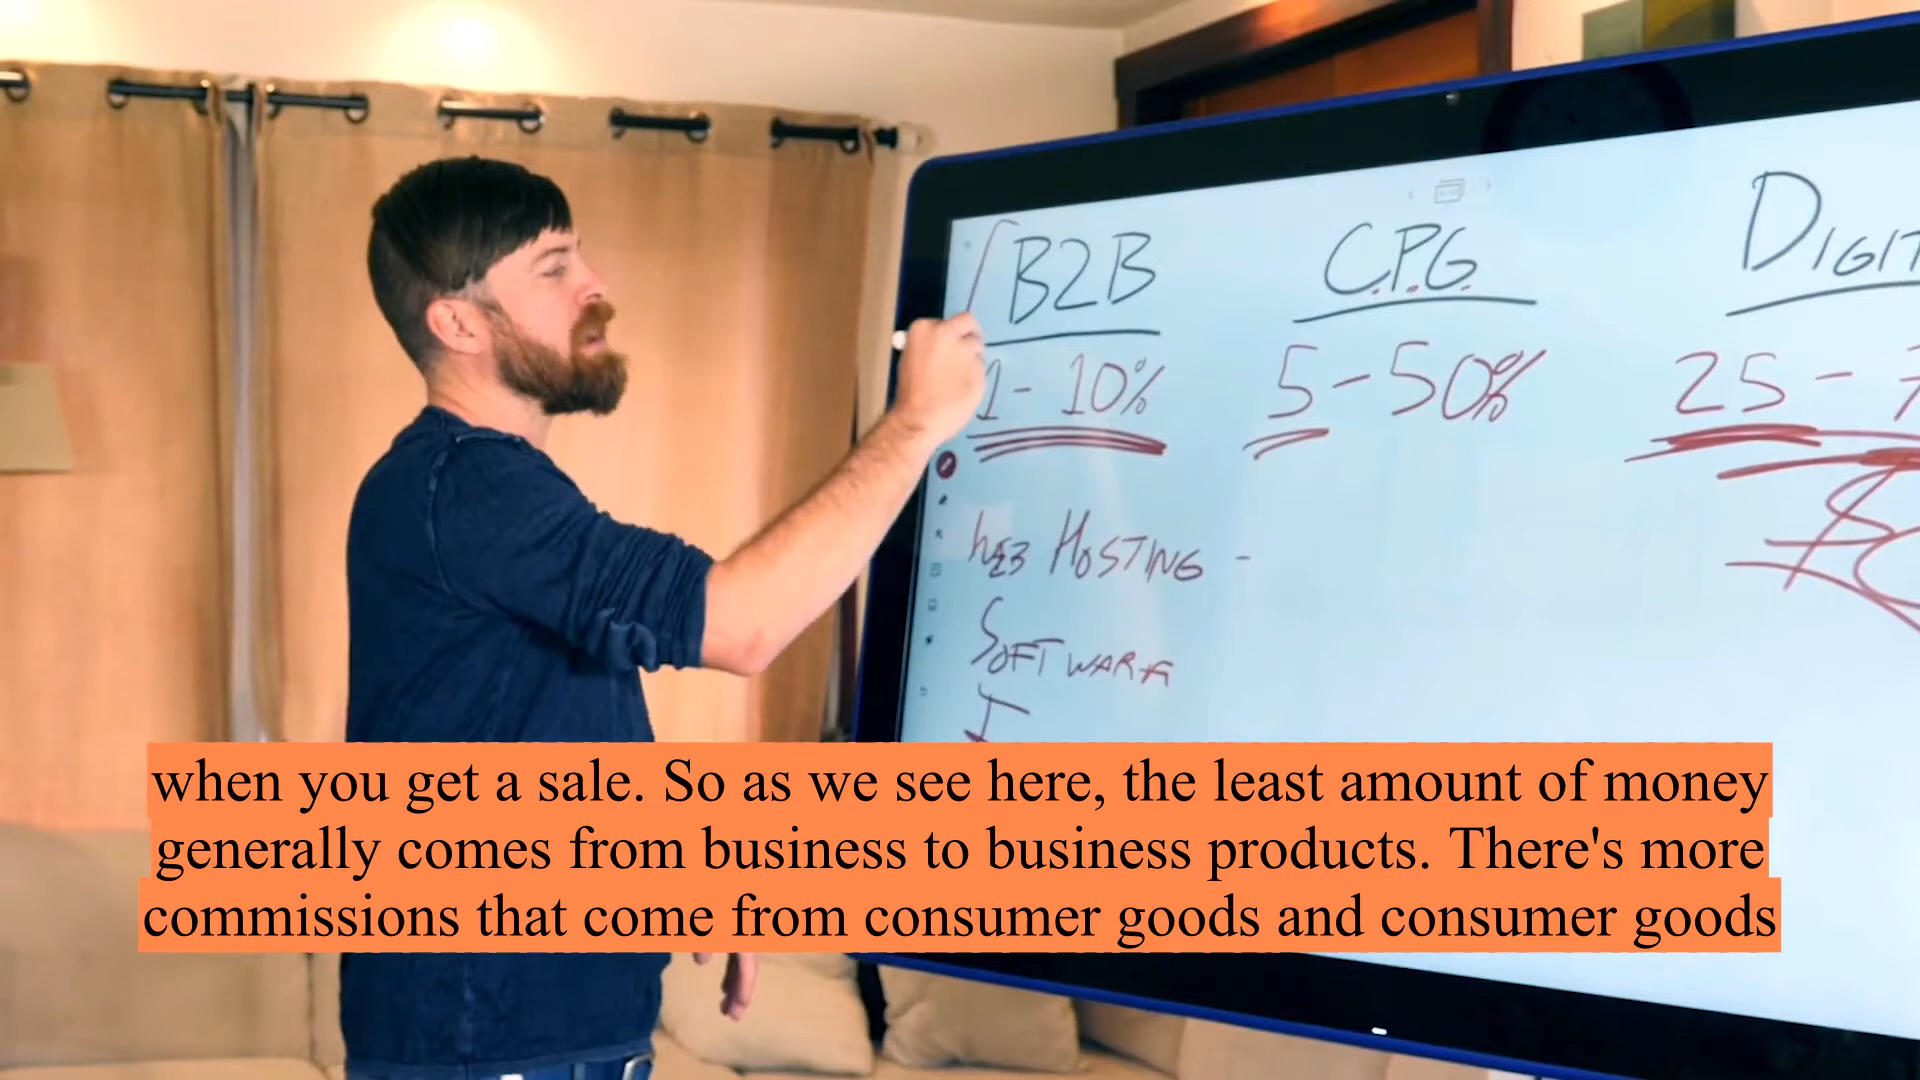 B2B C.P.G. DIGIT
1 - 10% 5 - 50% 25 - 7
HOSTING -
SOFTWARE
I
when you get a sale. So as we see here, the least amount of money
generally comes from business to business products. There's more
commissions that come from consumer goods and consumer goods